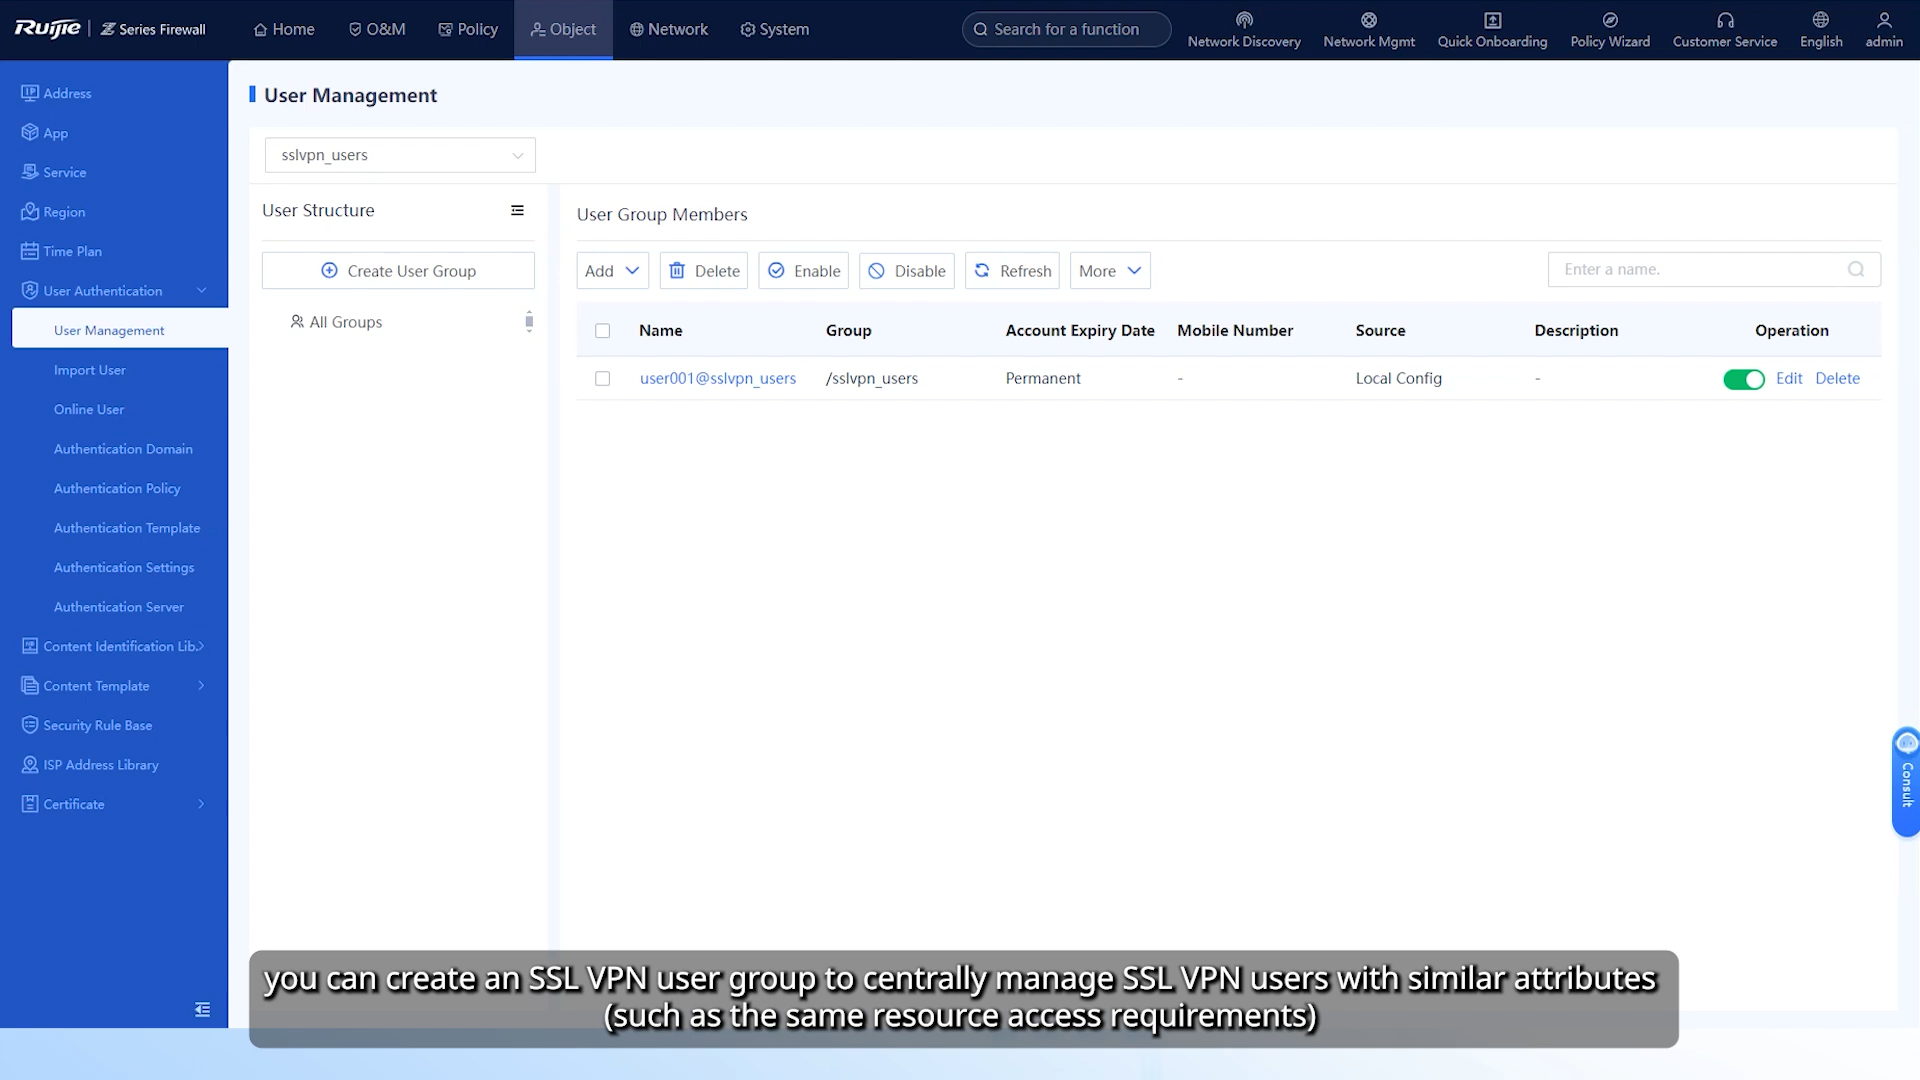 Ruijie | Z Series Firewall
Home
O&M
Policy
Object
Network
System
Search for a function
Network Discovery
Network Mgmt
Quick Onboarding
Policy Wizard
Customer Service
English
admin
Address
App
Service
Region
Time Plan
User Authentication
User Management
Import User
Online User
Authentication Domain
Authentication Policy
Authentication Template
Authentication Settings
Authentication Server
Content Identification Lib.
Content Template
Security Rule Base
ISP Address Library
Certificate
User Management
sslvpn_users
User Structure
Create User Group
All Groups
User Group Members
Add
Delete
Enable
Disable
Refresh
More
Enter a name.
Name Group Account Expiry Date Mobile Number Source Description Operation
user001@sslvpn_users /sslvpn_users Permanent - Local Config - Edit Delete
Consult
you can create an SSL VPN user group to centrally manage SSL VPN users with similar attributes
(such as the same resource access requirements)